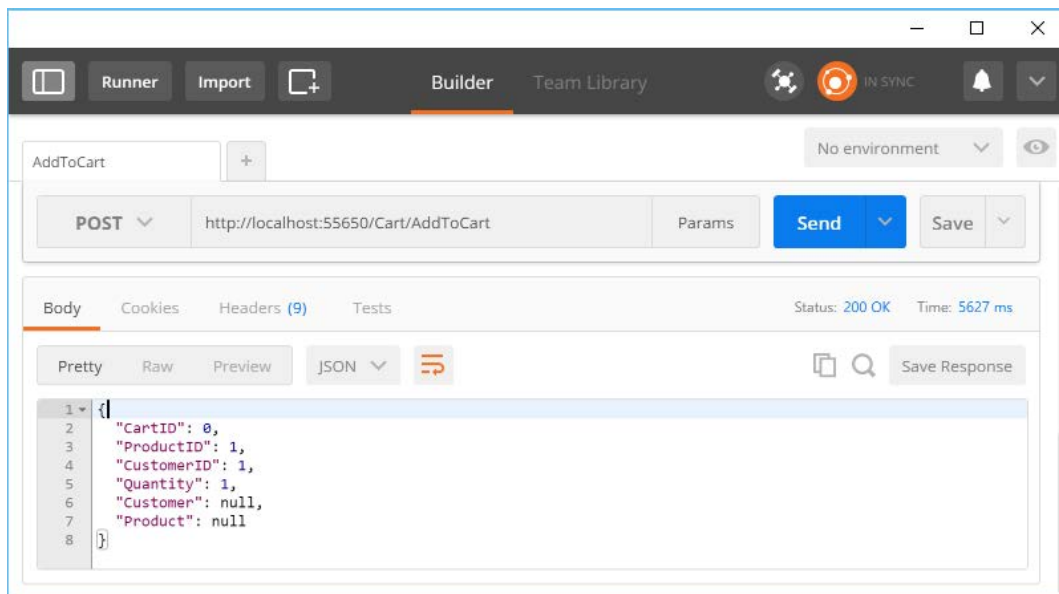 Runner Import Builder Team Library IN SYNC
AddToCart + No environment
POST http://localhost:55650/Cart/AddToCart Params Send Save
Body Cookies Headers (9) Tests Status: 200 OK Time: 5627 ms
Pretty Raw Preview JSON Save Response
1 {
2 "CartID": 0,
3 "ProductID": 1,
4 "CustomerID": 1,
5 "Quantity": 1,
6 "Customer": null,
7 "Product": null
8 }